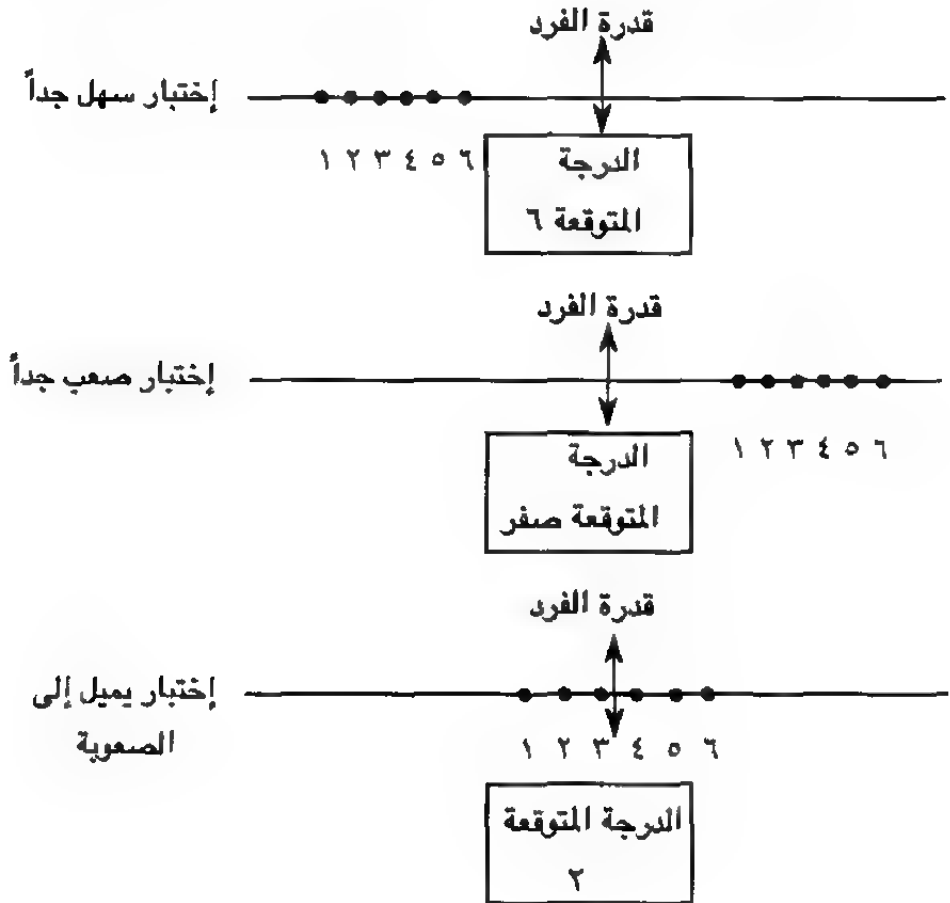 قدرة الفرد
إختبار سهل جداً
١ ٢ ٣ ٤ ٥ ٦
الدرجة
المتوقعة ٦
قدرة الفرد
إختبار صعب جداً
١ ٢ ٣ ٤ ٥ ٦
الدرجة
المتوقعة صفر
قدرة الفرد
إختبار يميل إلى
الصعوبة
١ ٢ ٣ ٤ ٥ ٦
الدرجة المتوقعة
٢